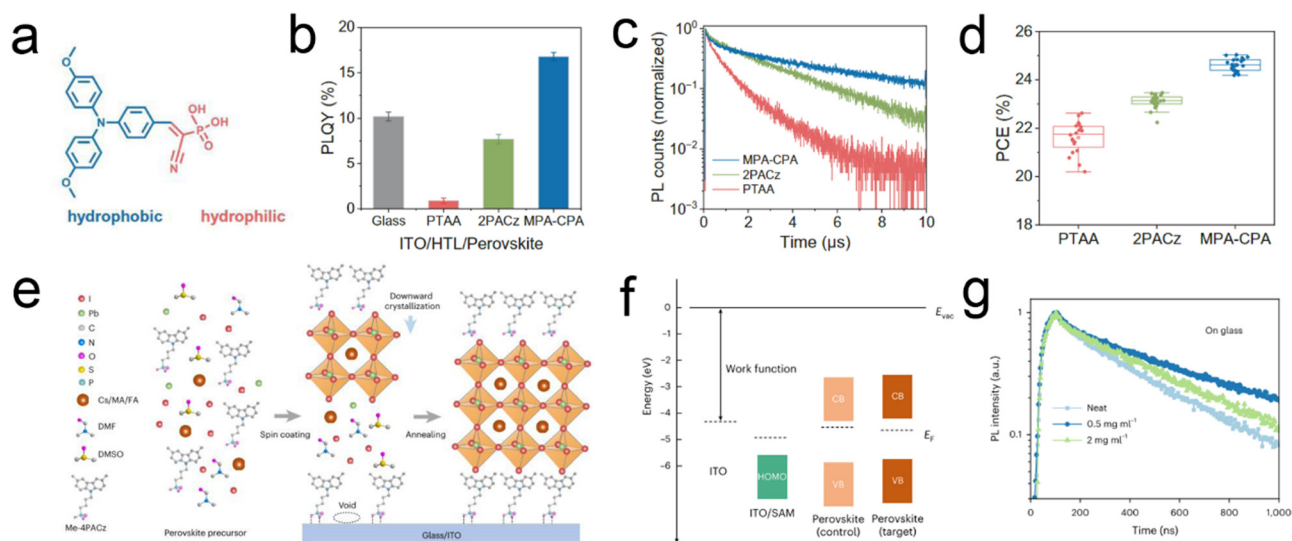 a
O
N
O
OH
P
OH
O
N
hydrophobic hydrophilic
b
PLQY (%)
20
15
10
5
0
Glass PTAA 2PACz MPA-CPA
ITO/HTL/Perovskite
c
PL counts (normalized)
10⁰
10⁻¹
10⁻²
10⁻³
MPA-CPA
2PACz
PTAA
0 2 4 6 8 10
Time (µs)
d
PCE (%)
26
24
22
20
18
PTAA 2PACz MPA-CPA
e
I
Pb
C
N
O
S
P
Cs/MA/FA
DMF
DMSO
Me-4PACz
Perovskite precursor
Spin coating
Downward
crystallization
Annealing
Void
Glass/ITO
f
Energy (eV)
0
−1
−2
−3
−4
−5
−6
Evac
Work function
CB
CB
EF
ITO
HOMO
VB
VB
ITO/SAM
Perovskite
(control)
Perovskite
(target)
g
PL intensity (a.u.)
1
0.1
On glass
Neat
0.5 mg ml⁻¹
2 mg ml⁻¹
0 200 400 600 800 1,000
Time (ns)